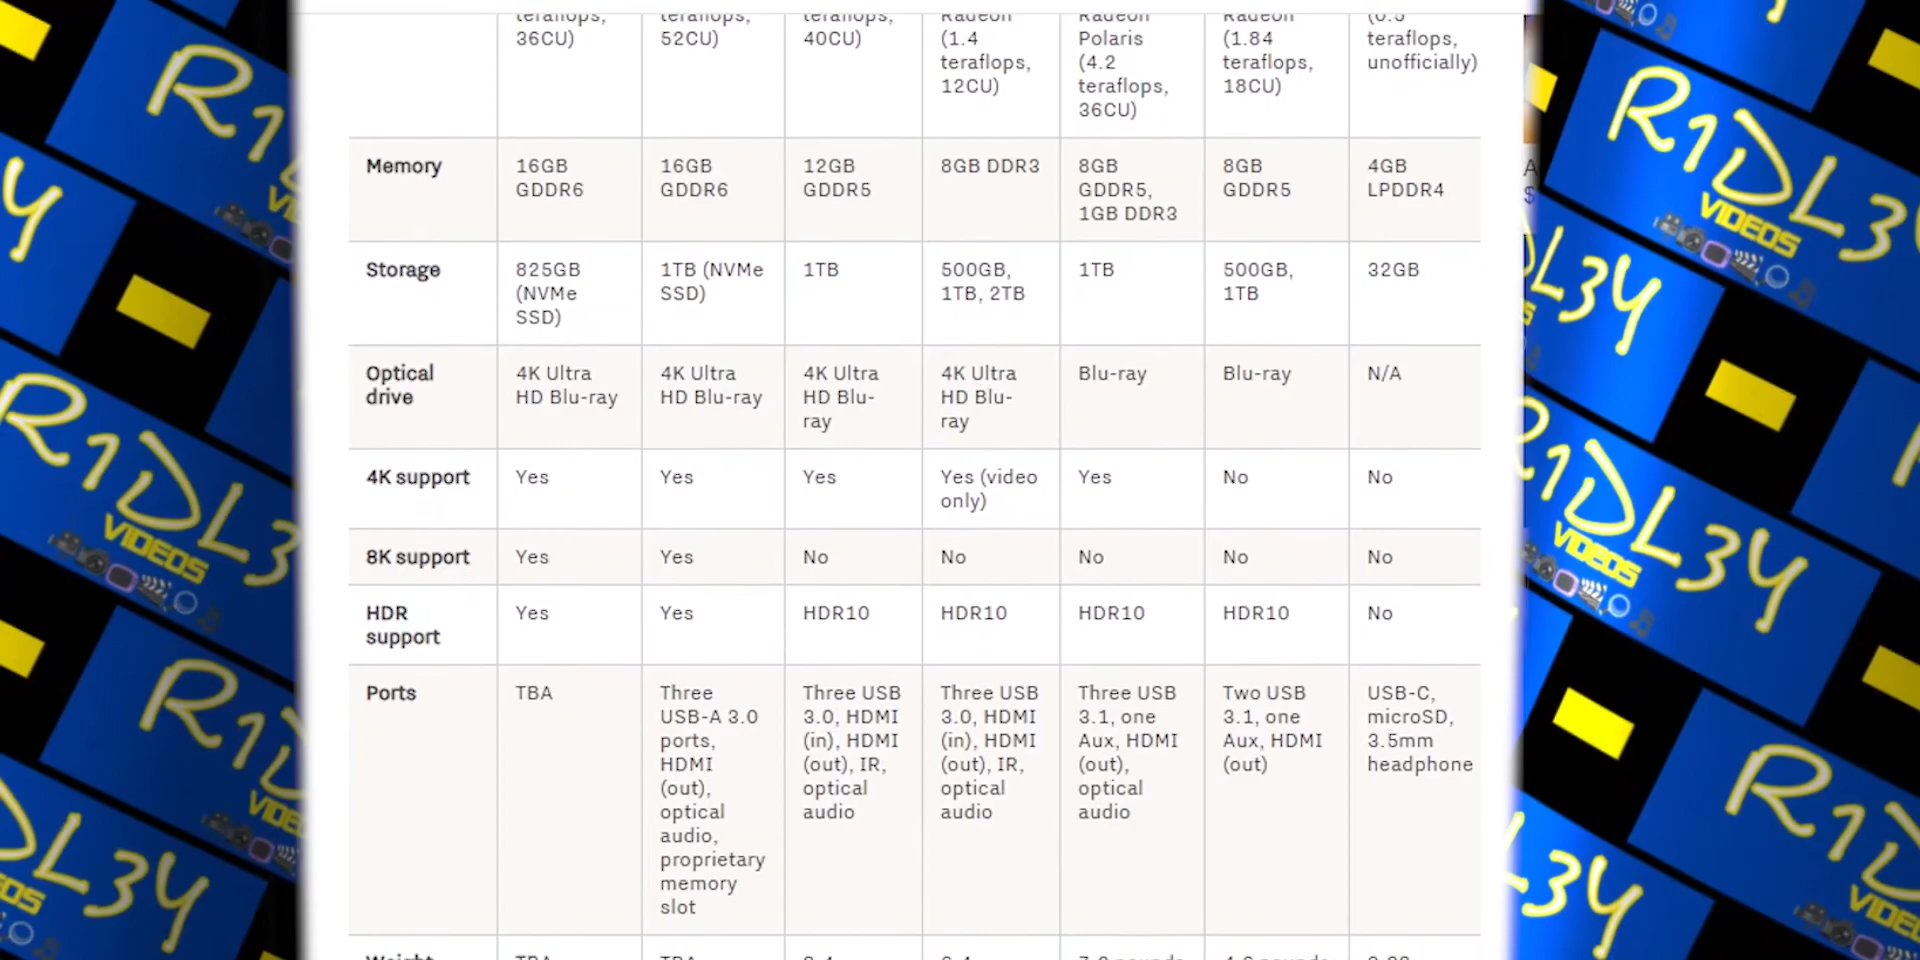 teraflops,
36CU)
teraflops,
52CU)
teraflops,
40CU)
Radeon
(1.4
teraflops,
12CU)
Radeon
Polaris
(4.2
teraflops,
36CU)
Radeon
(1.84
teraflops,
18CU)
(0.5
teraflops,
unofficially)
Memory
16GB
GDDR6
16GB
GDDR6
12GB
GDDR5
8GB DDR3
8GB
GDDR5,
1GB DDR3
8GB
GDDR5
4GB
LPDDR4
Storage
825GB
(NVMe
SSD)
1TB (NVMe
SSD)
1TB
500GB,
1TB, 2TB
1TB
500GB,
1TB
32GB
Optical
drive
4K Ultra
HD Blu-ray
4K Ultra
HD Blu-ray
4K Ultra
HD Blu-
ray
4K Ultra
HD Blu-
ray
Blu-ray
Blu-ray
N/A
4K support
Yes
Yes
Yes
Yes (video
only)
Yes
No
No
8K support
Yes
Yes
No
No
No
No
No
HDR
support
Yes
Yes
HDR10
HDR10
HDR10
HDR10
No
Ports
TBA
Three
USB-A 3.0
ports,
HDMI
(out),
optical
audio,
proprietary
memory
slot
Three USB
3.0, HDMI
(in), HDMI
(out), IR,
optical
audio
Three USB
3.0, HDMI
(in), HDMI
(out), IR,
optical
audio
Three USB
3.1, one
Aux, HDMI
(out),
optical
audio
Two USB
3.1, one
Aux, HDMI
(out)
USB-C,
microSD,
3.5mm
headphone
Weight
TBA
TBA
R1DL3Y
VIDEOS
R1DL3Y
VIDEOS
R1DL3Y
VIDEOS